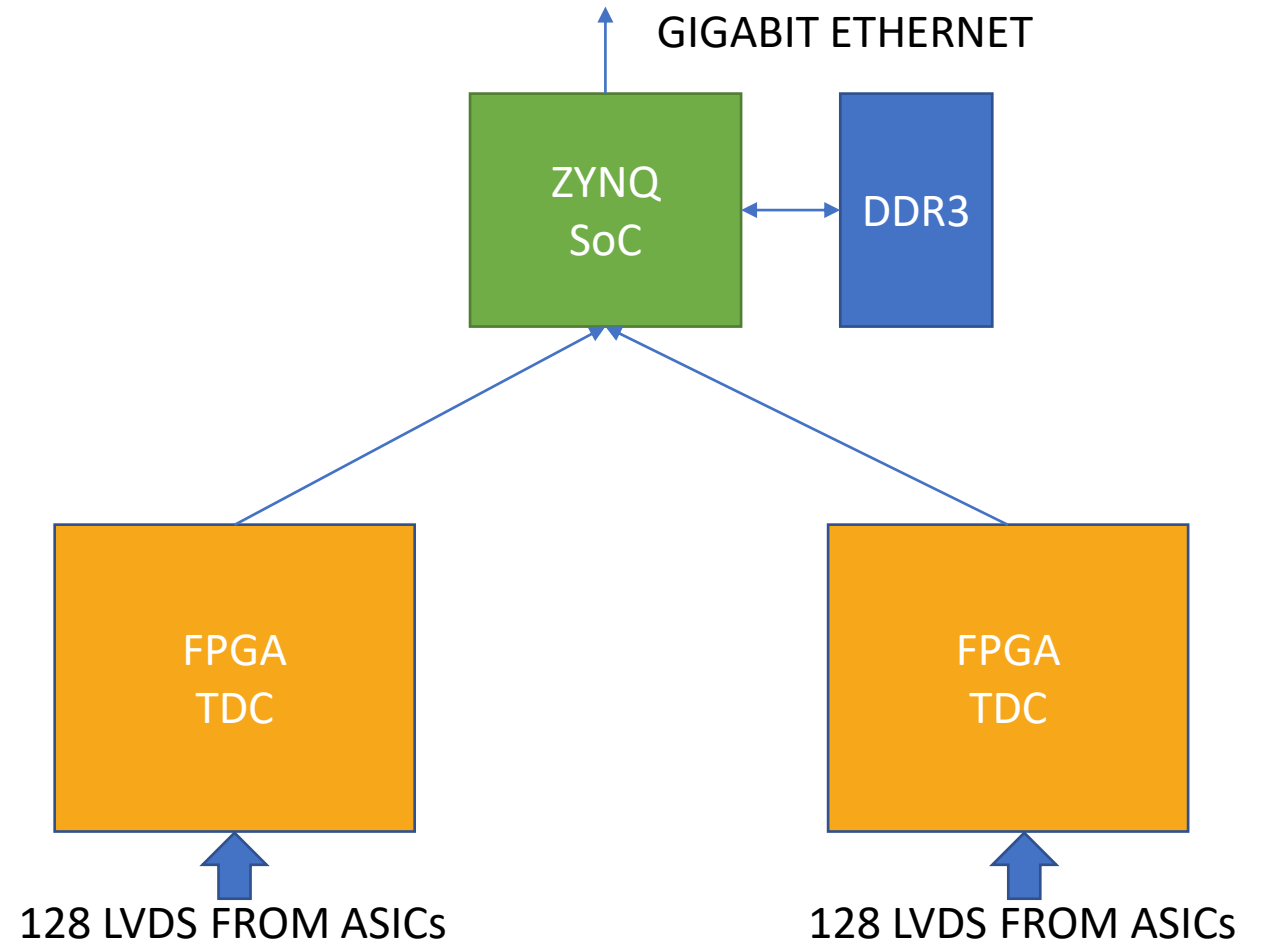 GIGABIT ETHERNET
ZYNQ
SoC
DDR3
FPGA
TDC
FPGA
TDC
128 LVDS FROM ASICs
128 LVDS FROM ASICs